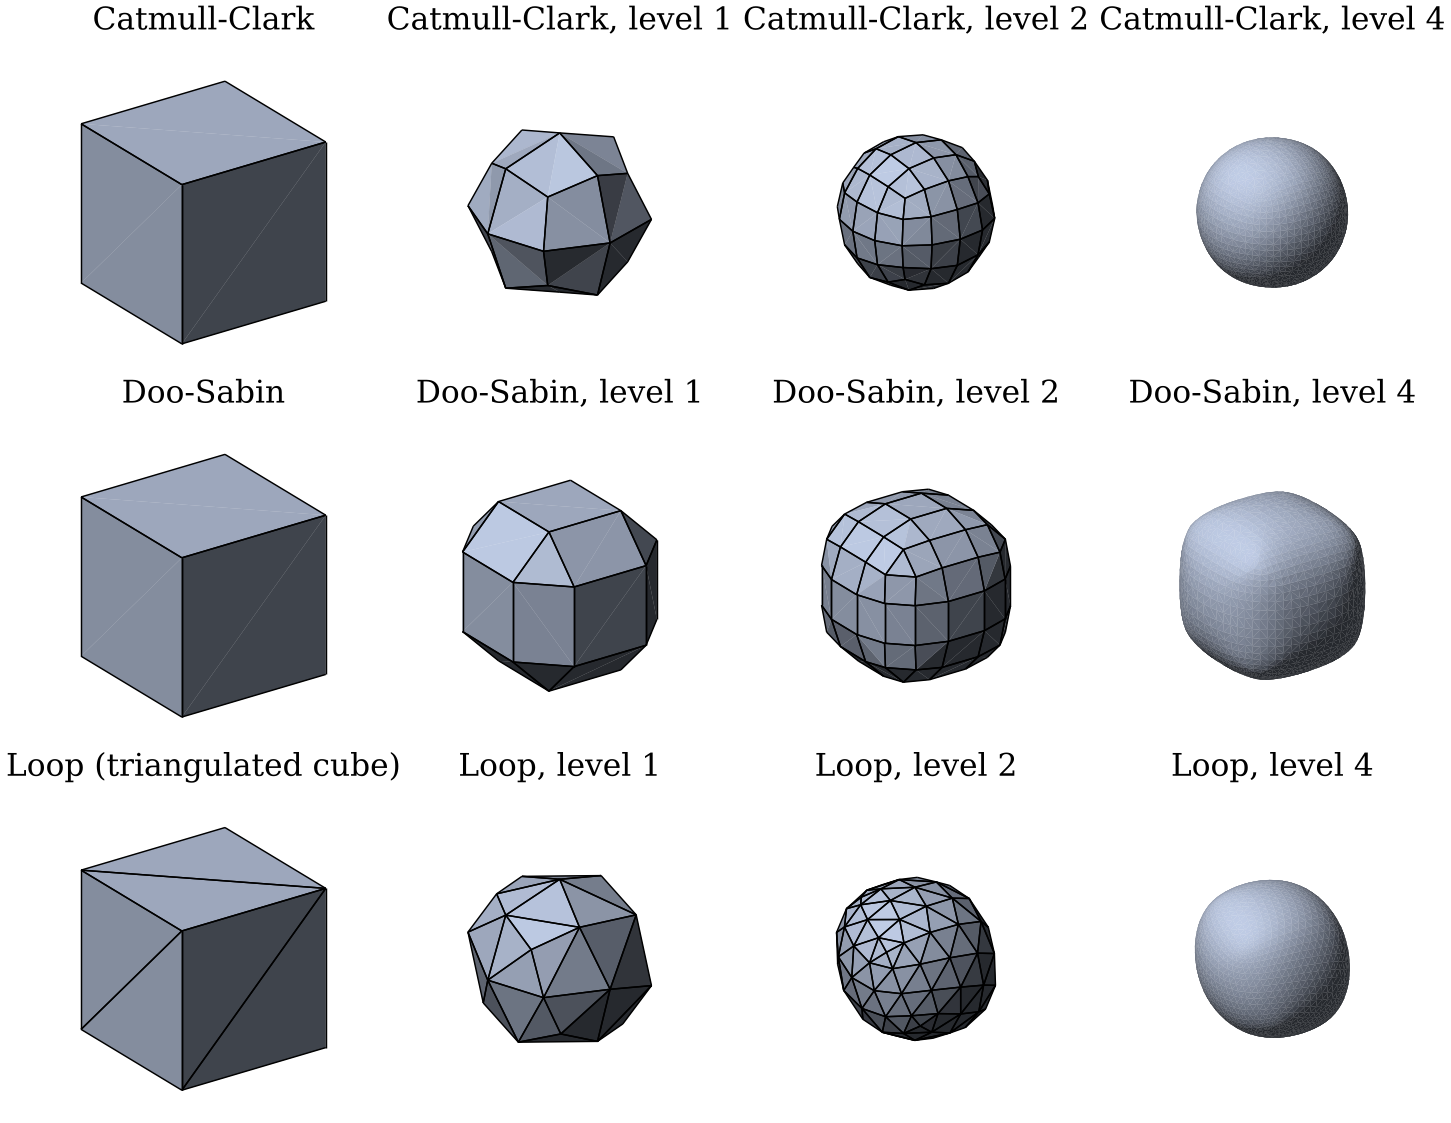 Catmull-Clark
Catmull-Clark, level 1
Catmull-Clark, level 2
Catmull-Clark, level 4
Doo-Sabin
Doo-Sabin, level 1
Doo-Sabin, level 2
Doo-Sabin, level 4
Loop (triangulated cube)
Loop, level 1
Loop, level 2
Loop, level 4